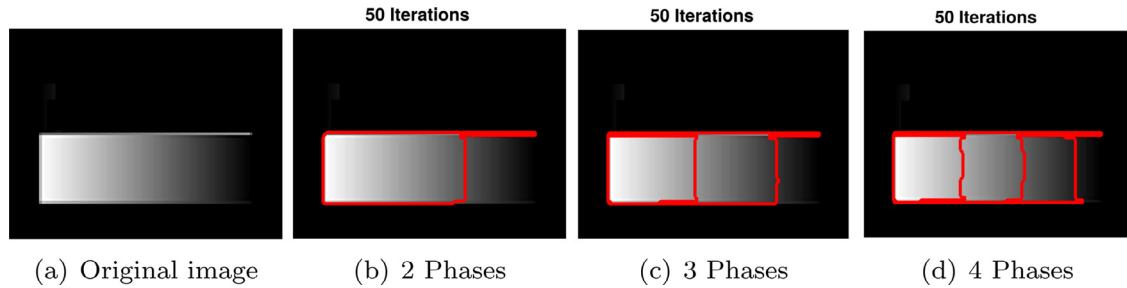 50 Iterations
50 Iterations
50 Iterations
(a) Original image
(b) 2 Phases
(c) 3 Phases
(d) 4 Phases